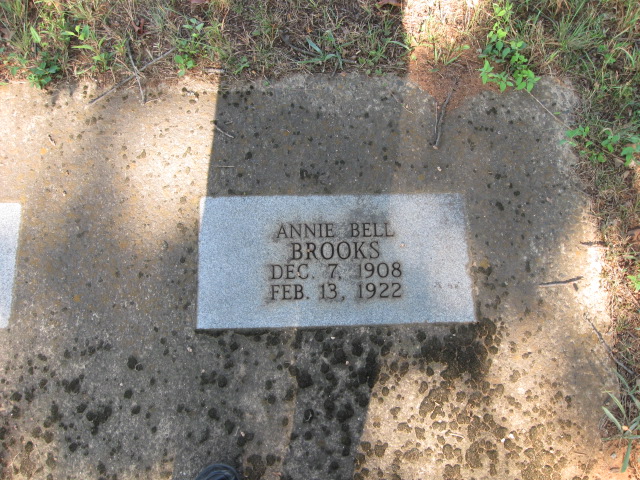 ANNIE BELL
BROOKS
DEC. 7, 1908
FEB. 13, 1922